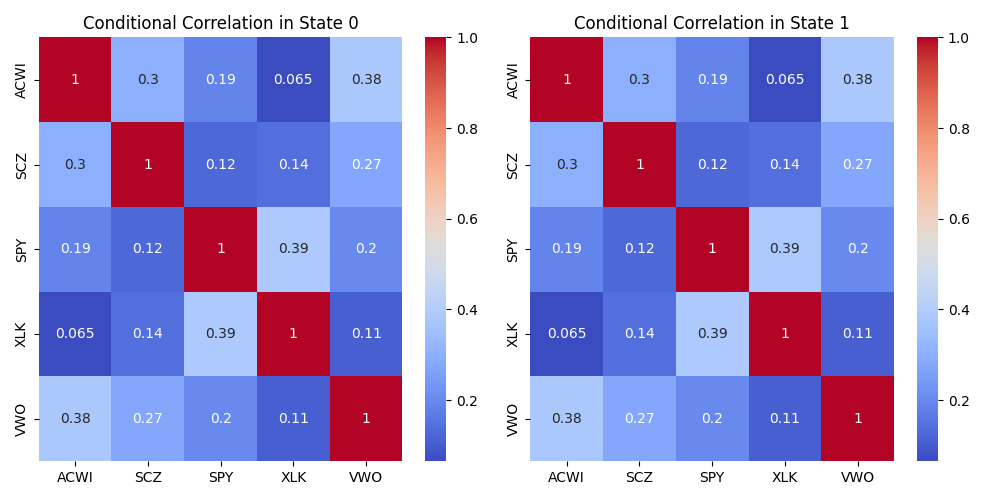 Conditional Correlation in State 0
ACWI 1 0.3 0.19 0.065 0.38
SCZ 0.3 1 0.12 0.14 0.27
SPY 0.19 0.12 1 0.39 0.2
XLK 0.065 0.14 0.39 1 0.11
VWO 0.38 0.27 0.2 0.11 1
ACWI SCZ SPY XLK VWO
1.0
0.8
0.6
0.4
0.2
Conditional Correlation in State 1
ACWI 1 0.3 0.19 0.065 0.38
SCZ 0.3 1 0.12 0.14 0.27
SPY 0.19 0.12 1 0.39 0.2
XLK 0.065 0.14 0.39 1 0.11
VWO 0.38 0.27 0.2 0.11 1
ACWI SCZ SPY XLK VWO
1.0
0.8
0.6
0.4
0.2